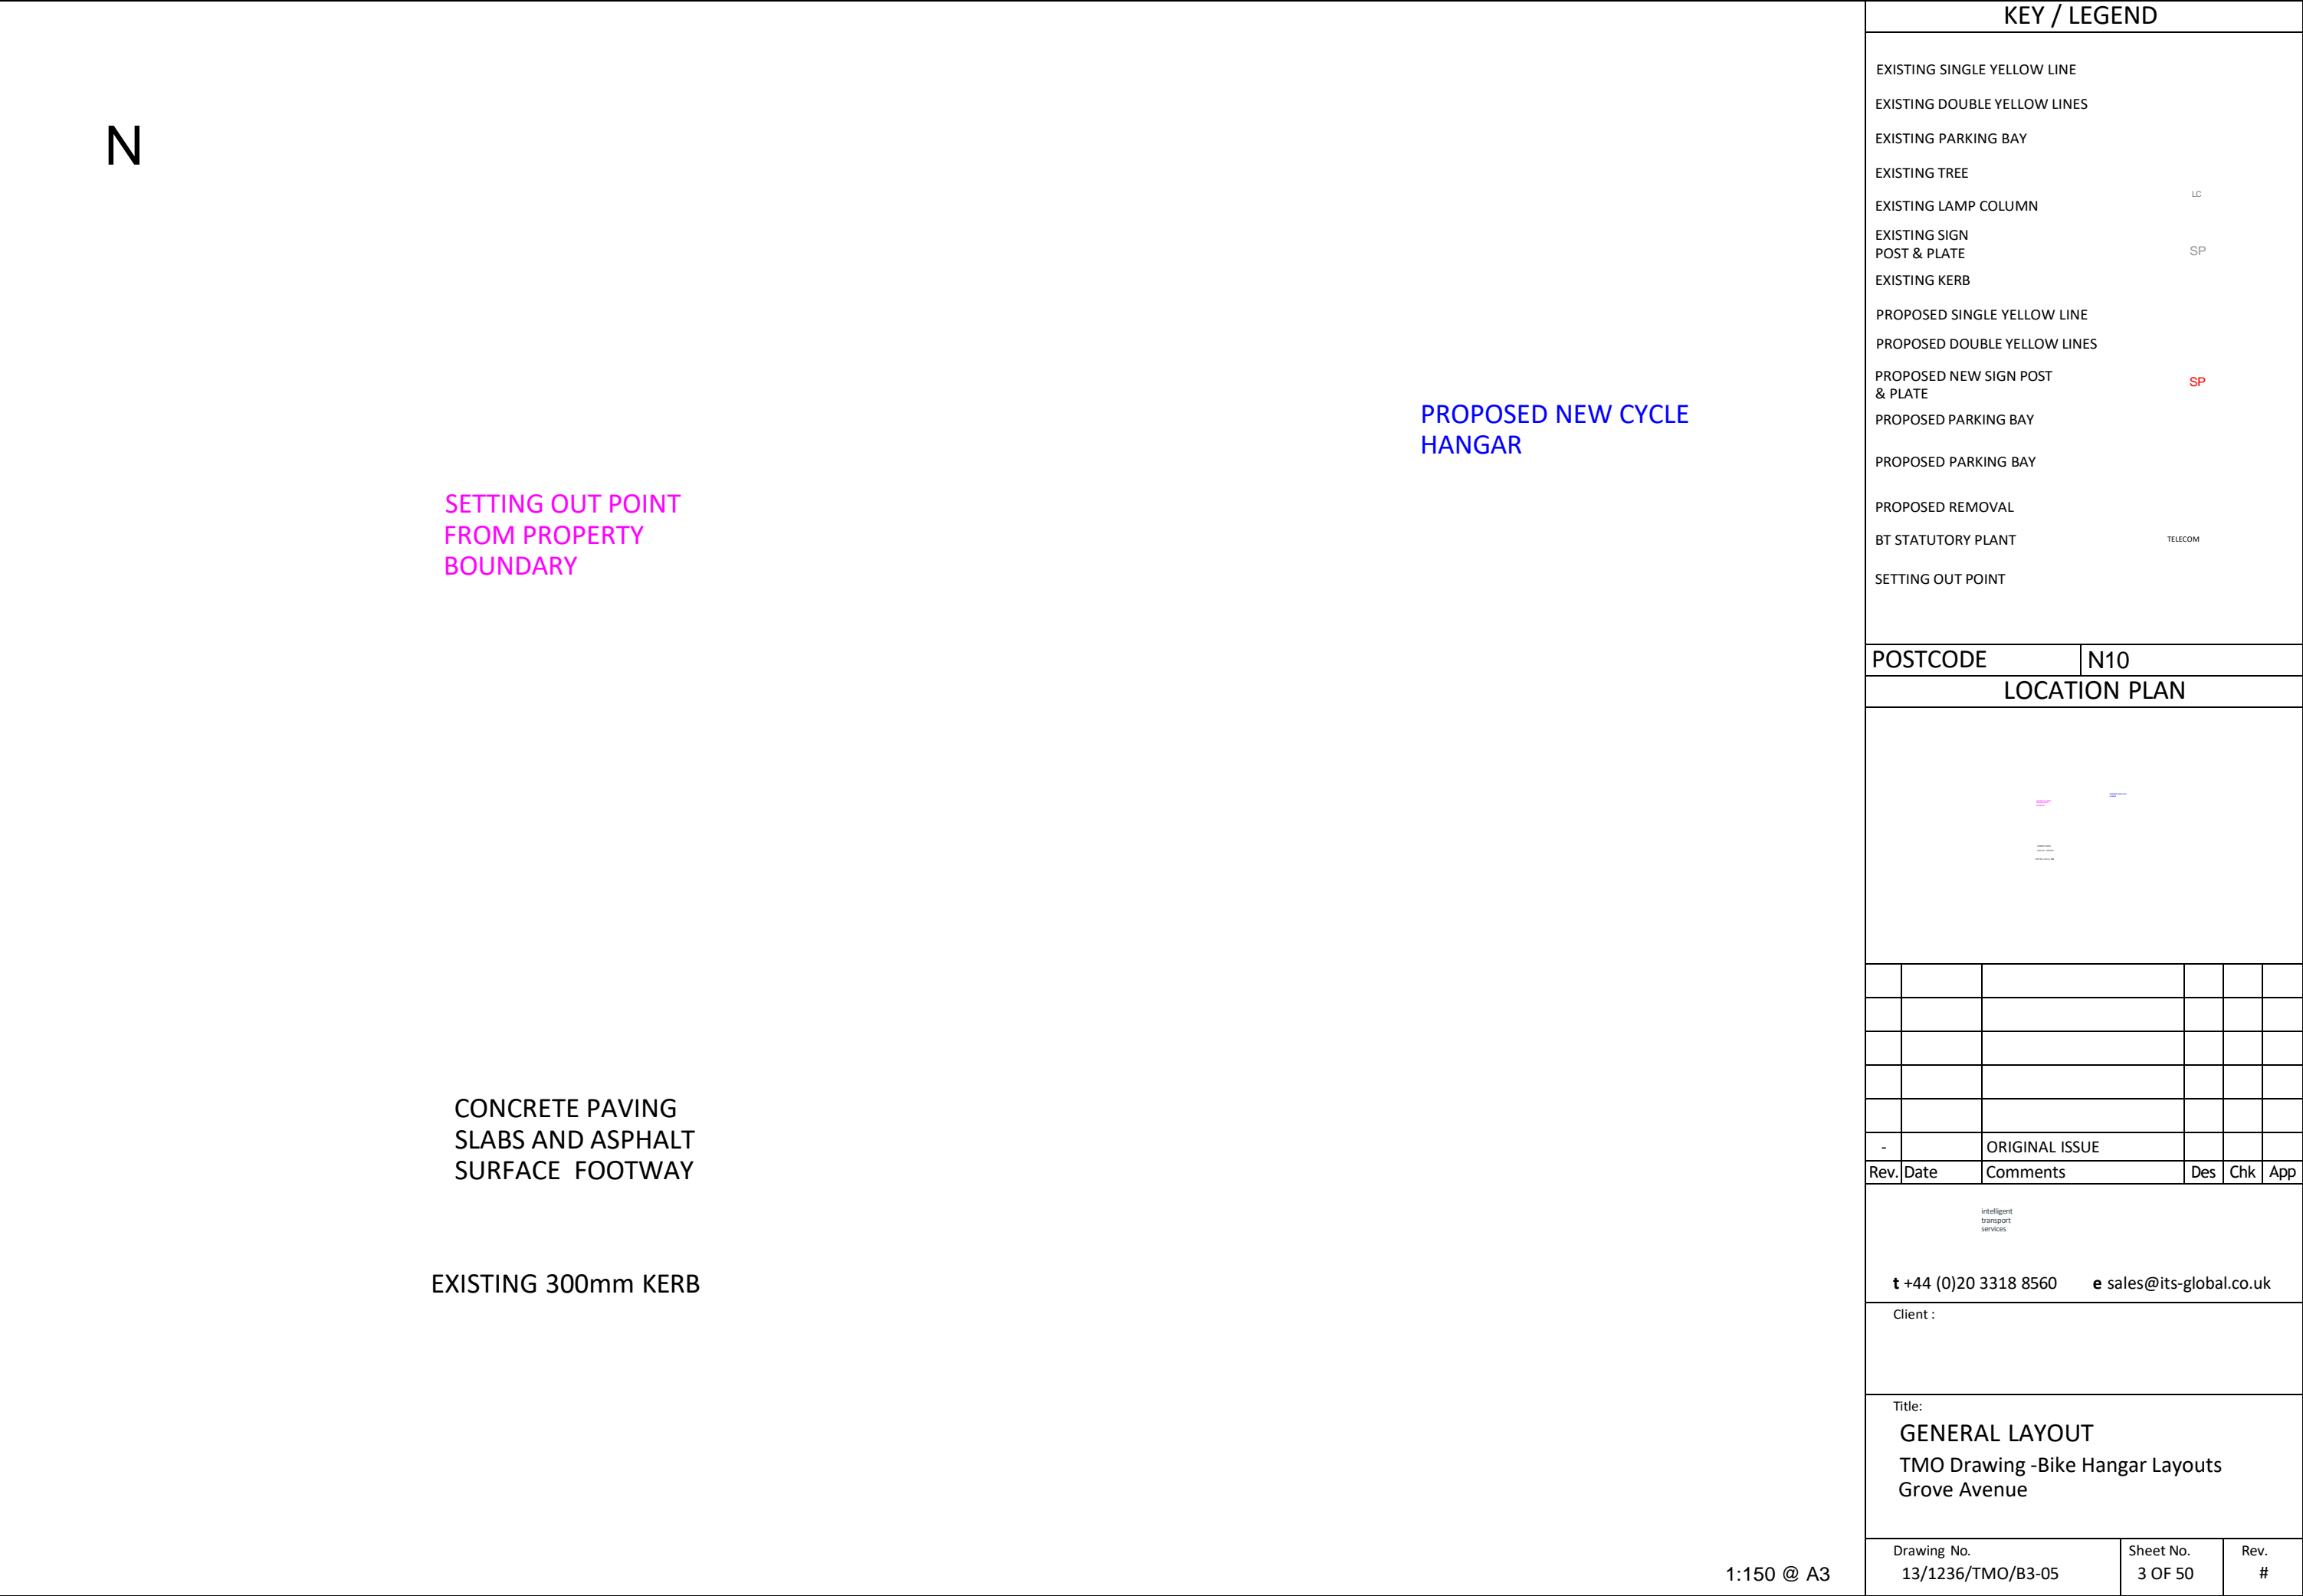 N
PROPOSED NEW CYCLE
HANGAR
SETTING OUT POINT
FROM PROPERTY
BOUNDARY
CONCRETE PAVING
SLABS AND ASPHALT
SURFACE FOOTWAY
EXISTING 300mm KERB
1:150 @ A3
KEY / LEGEND
EXISTING SINGLE YELLOW LINE
EXISTING DOUBLE YELLOW LINES
EXISTING PARKING BAY
EXISTING TREE
LC
EXISTING LAMP COLUMN
EXISTING SIGN
POST & PLATE SP
EXISTING KERB
PROPOSED SINGLE YELLOW LINE
PROPOSED DOUBLE YELLOW LINES
PROPOSED NEW SIGN POST SP
& PLATE
PROPOSED PARKING BAY
PROPOSED PARKING BAY
PROPOSED REMOVAL
BT STATUTORY PLANT TELECOM
SETTING OUT POINT
POSTCODE N10
LOCATION PLAN
- ORIGINAL ISSUE
Rev. Date Comments Des Chk App
intelligent
transport
services
t +44 (0)20 3318 8560 e sales@its-global.co.uk
Client :
Title:
GENERAL LAYOUT
TMO Drawing -Bike Hangar Layouts
Grove Avenue
Drawing No. Sheet No. Rev.
13/1236/TMO/B3-05 3 OF 50 #